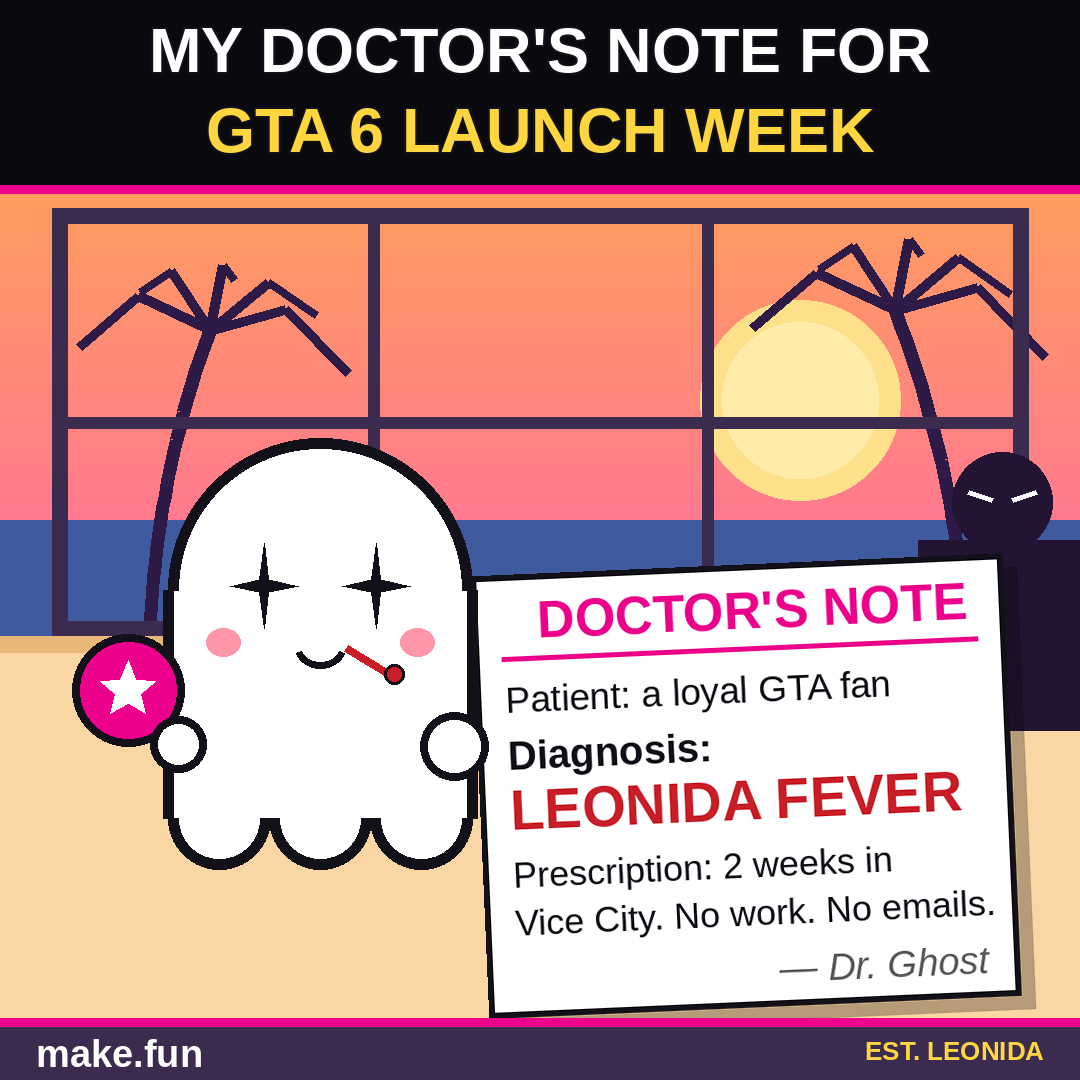 MY DOCTOR'S NOTE FOR
GTA 6 LAUNCH WEEK
DOCTOR'S NOTE
Patient: a loyal GTA fan
Diagnosis:
LEONIDA FEVER
Prescription: 2 weeks in
Vice City. No work. No emails.
— Dr. Ghost
make.fun
EST. LEONIDA